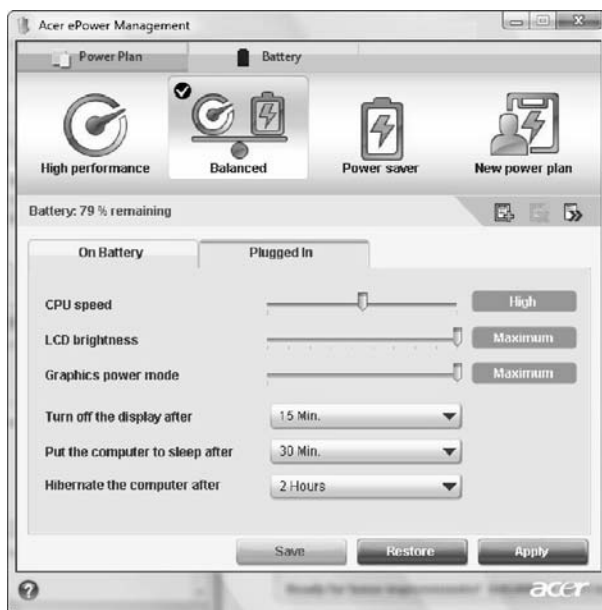 Acer ePower Management
Power Plan Battery
High performance Balanced Power saver New power plan
Battery: 79 % remaining
On Battery Plugged In
CPU speed High
LCD brightness Maximum
Graphics power mode Maximum
Turn off the display after 15 Min.
Put the computer to sleep after 30 Min.
Hibernate the computer after 2 Hours
Save Restore Apply
? acer